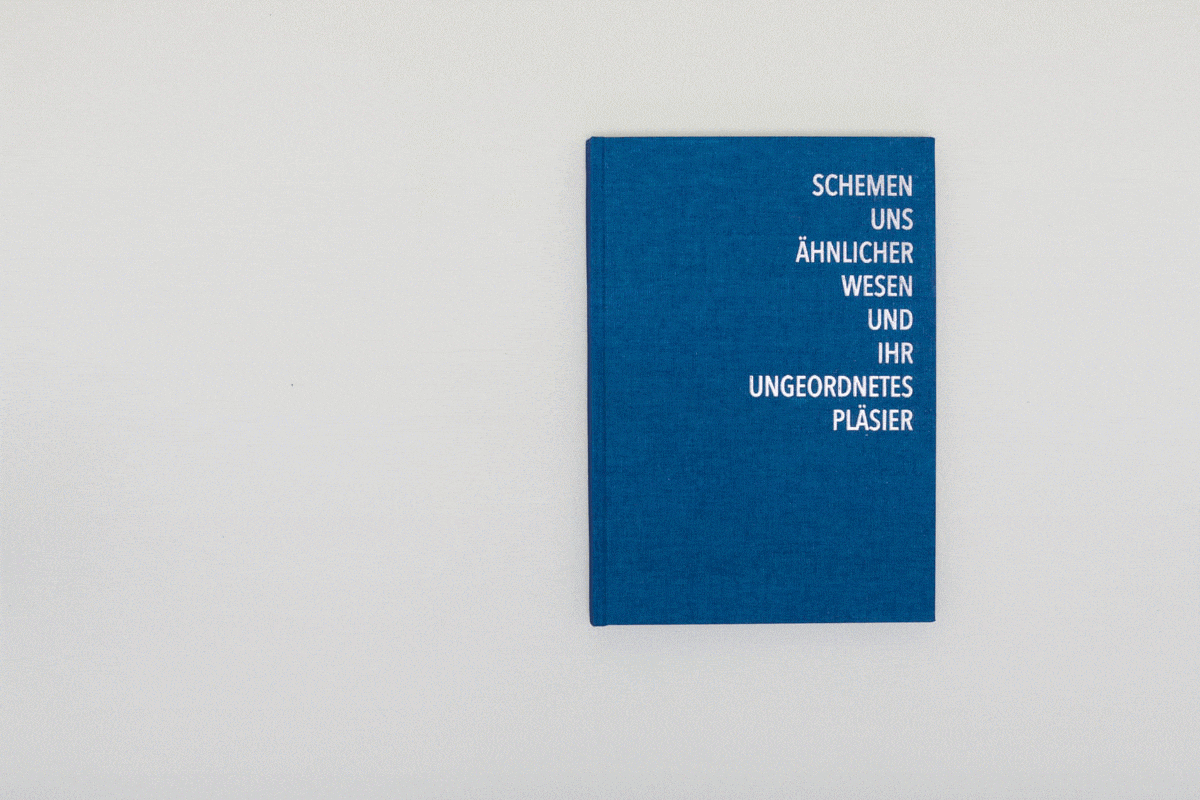 SCHEMEN
UNS
ÄHNLICHER
WESEN
UND
IHR
UNGEORDNETES
PLÄSIER